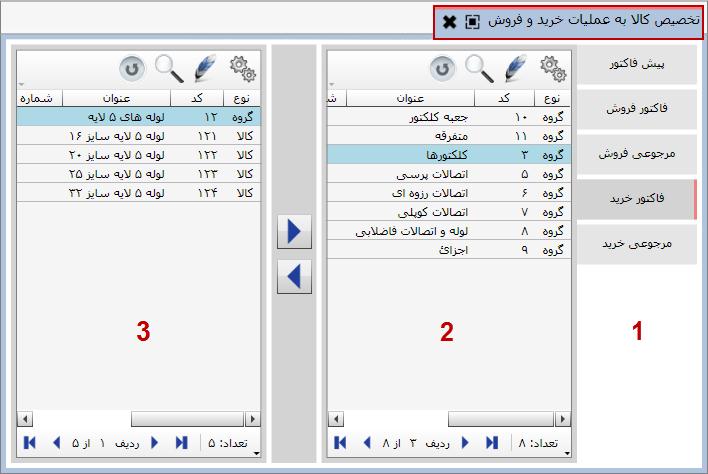 تخصیص کالا به عملیات خرید و فروش
پیش فاکتور
فاکتور فروش
مرجوعی فروش
فاکتور خرید
مرجوعی خرید
1
نوع کد عنوان
گروه ۱۰ جعبه کلکتور
گروه ۱۱ متفرقه
گروه ۳ کلکتورها
گروه ۵ اتصالات پرسی
گروه ۶ اتصالات رزوه ای
گروه ۷ اتصالات کوپلی
گروه ۸ لوله و اتصالات فاضلابی
گروه ۹ اجزائ
2
تعداد: ۸ ردیف ۳ از ۸
نوع کد عنوان شماره
گروه ۱۲ لوله های ۵ لایه
کالا ۱۲۱ لوله ۵ لایه سایز ۱۶
کالا ۱۲۲ لوله ۵ لایه سایز ۲۰
کالا ۱۲۳ لوله ۵ لایه سایز ۲۵
کالا ۱۲۴ لوله ۵ لایه سایز ۳۲
3
تعداد: ۵ ردیف ۱ از ۵